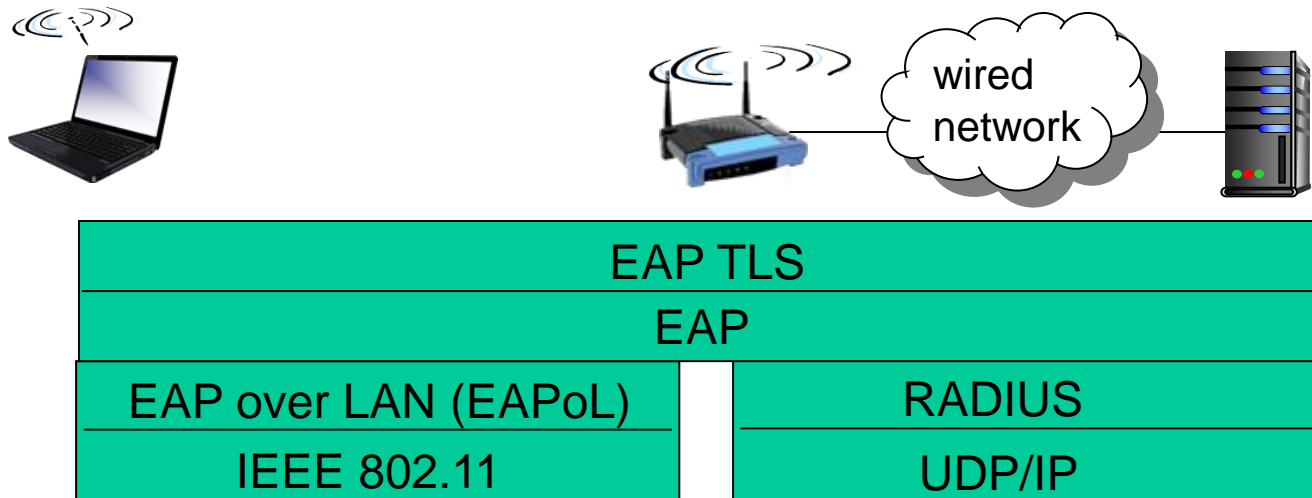 wired
network
EAP TLS
EAP
EAP over LAN (EAPoL)
RADIUS
IEEE 802.11
UDP/IP